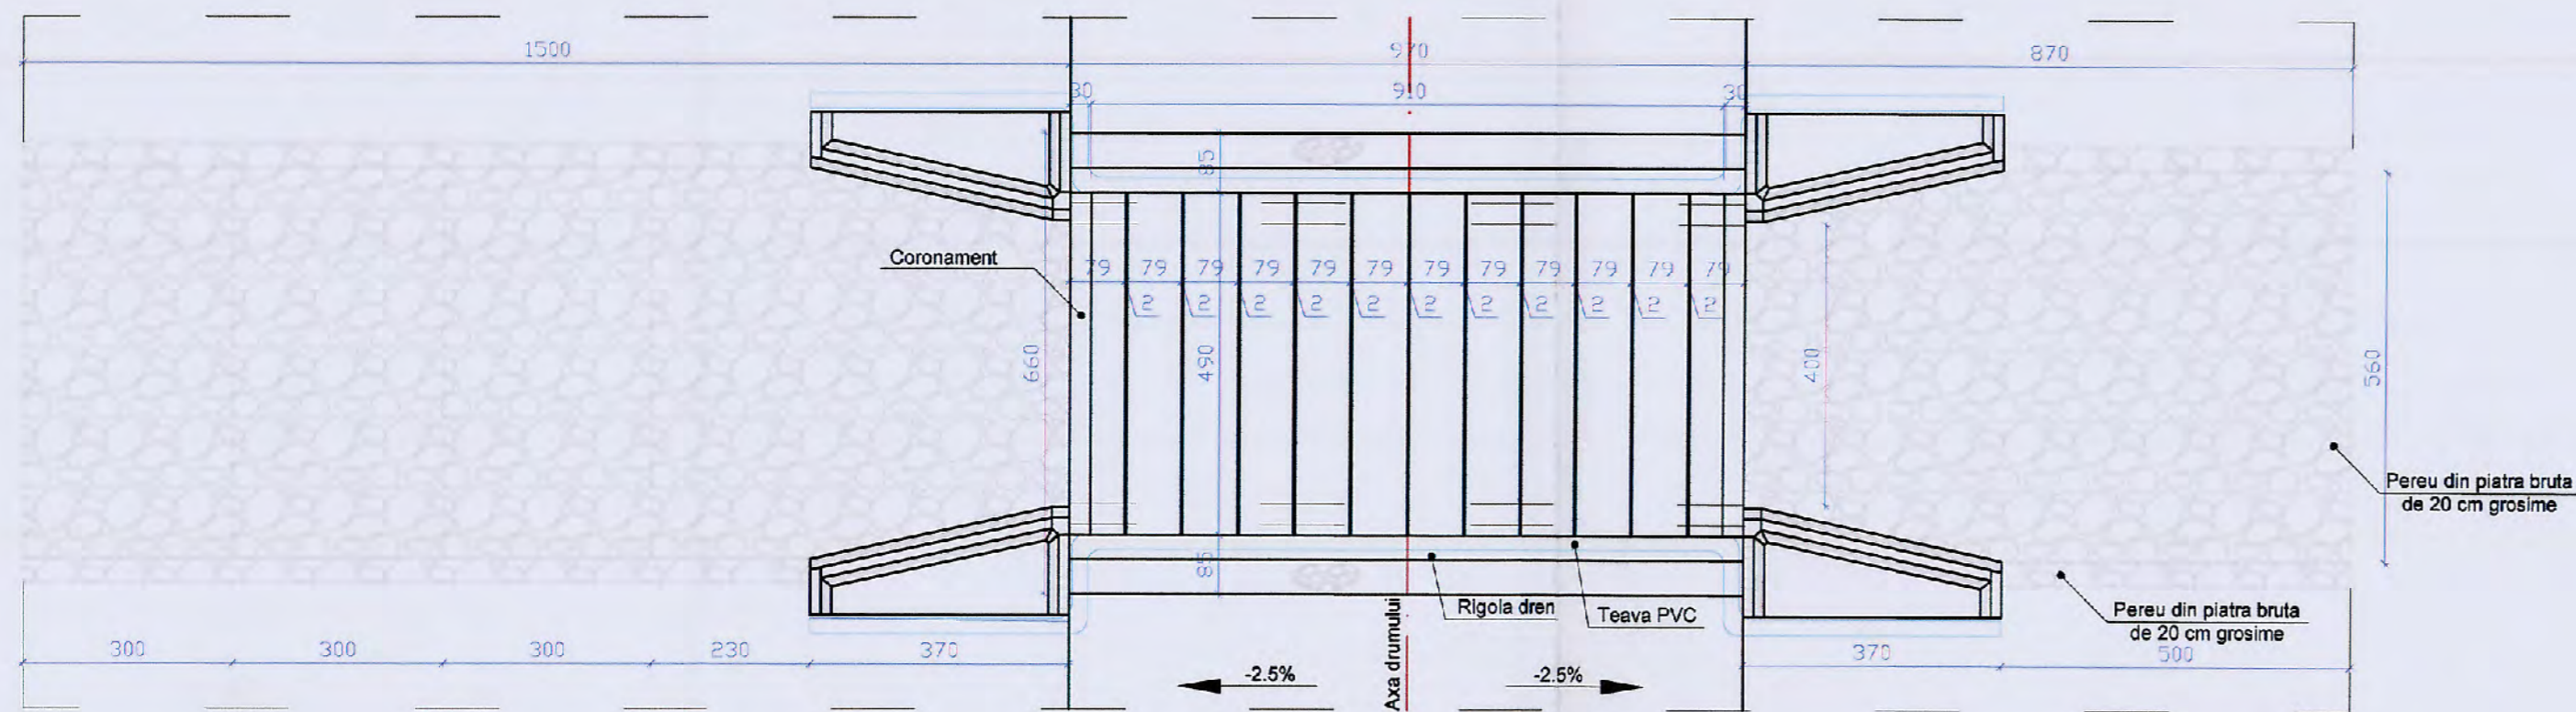 1500
970
870
30
910
30
85
Coronament
79 79 79 79 79 79 79 79 79 79 79 79
2 2 2 2 2 2 2 2 2 2 2
660
490
400
560
Pereu din piatra bruta
de 20 cm grosime
85
Rigola dren
Teava PVC
Pereu din piatra bruta
de 20 cm grosime
Axa drumului
300
300
300
230
370
370
500
-2.5%
-2.5%